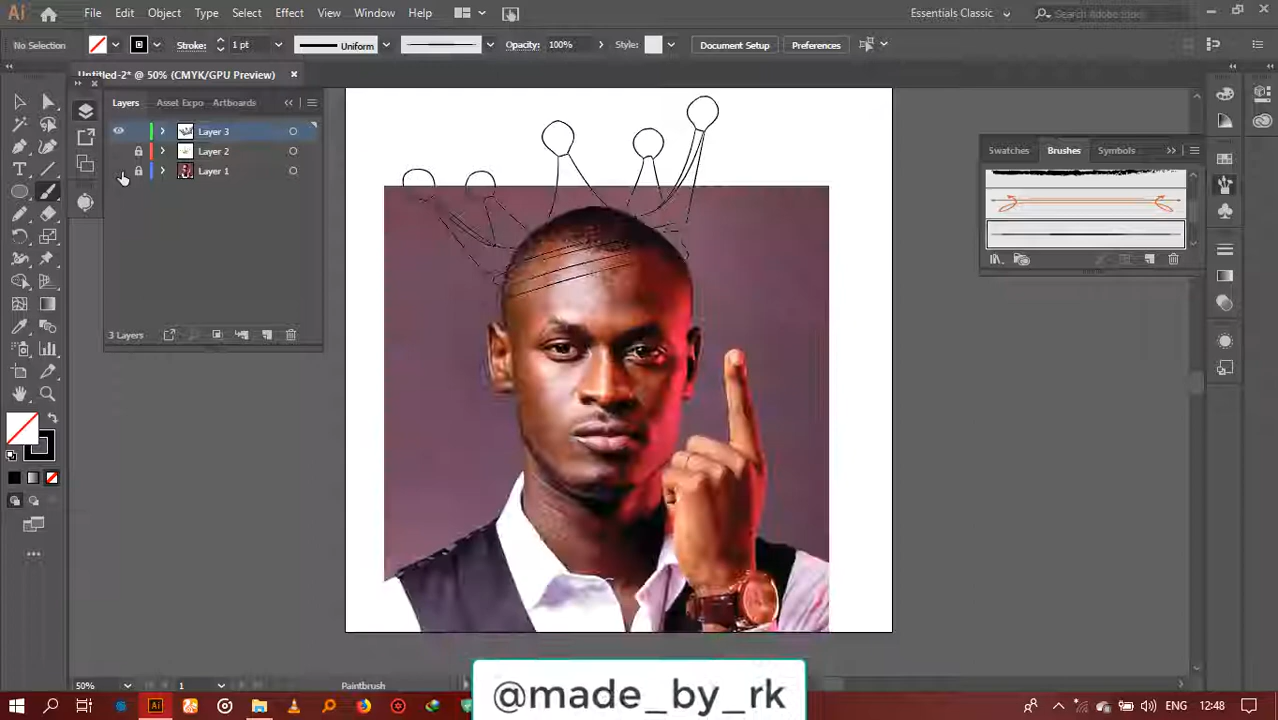 Ai File Edit Object Type Select Effect View Window Help Essentials Classic Search Adobe Stock
No Selection Stroke: 1 pt Uniform Opacity: 100% Style: Document Setup Preferences
Untitled-2* @ 50% (CMYK/GPU Preview)
Layers Asset Expo Artboards
Layer 3
Layer 2
Layer 1
3 Layers
Swatches Brushes Symbols
50% 1 Paintbrush
Ai ENG 12:48
@made_by_rk